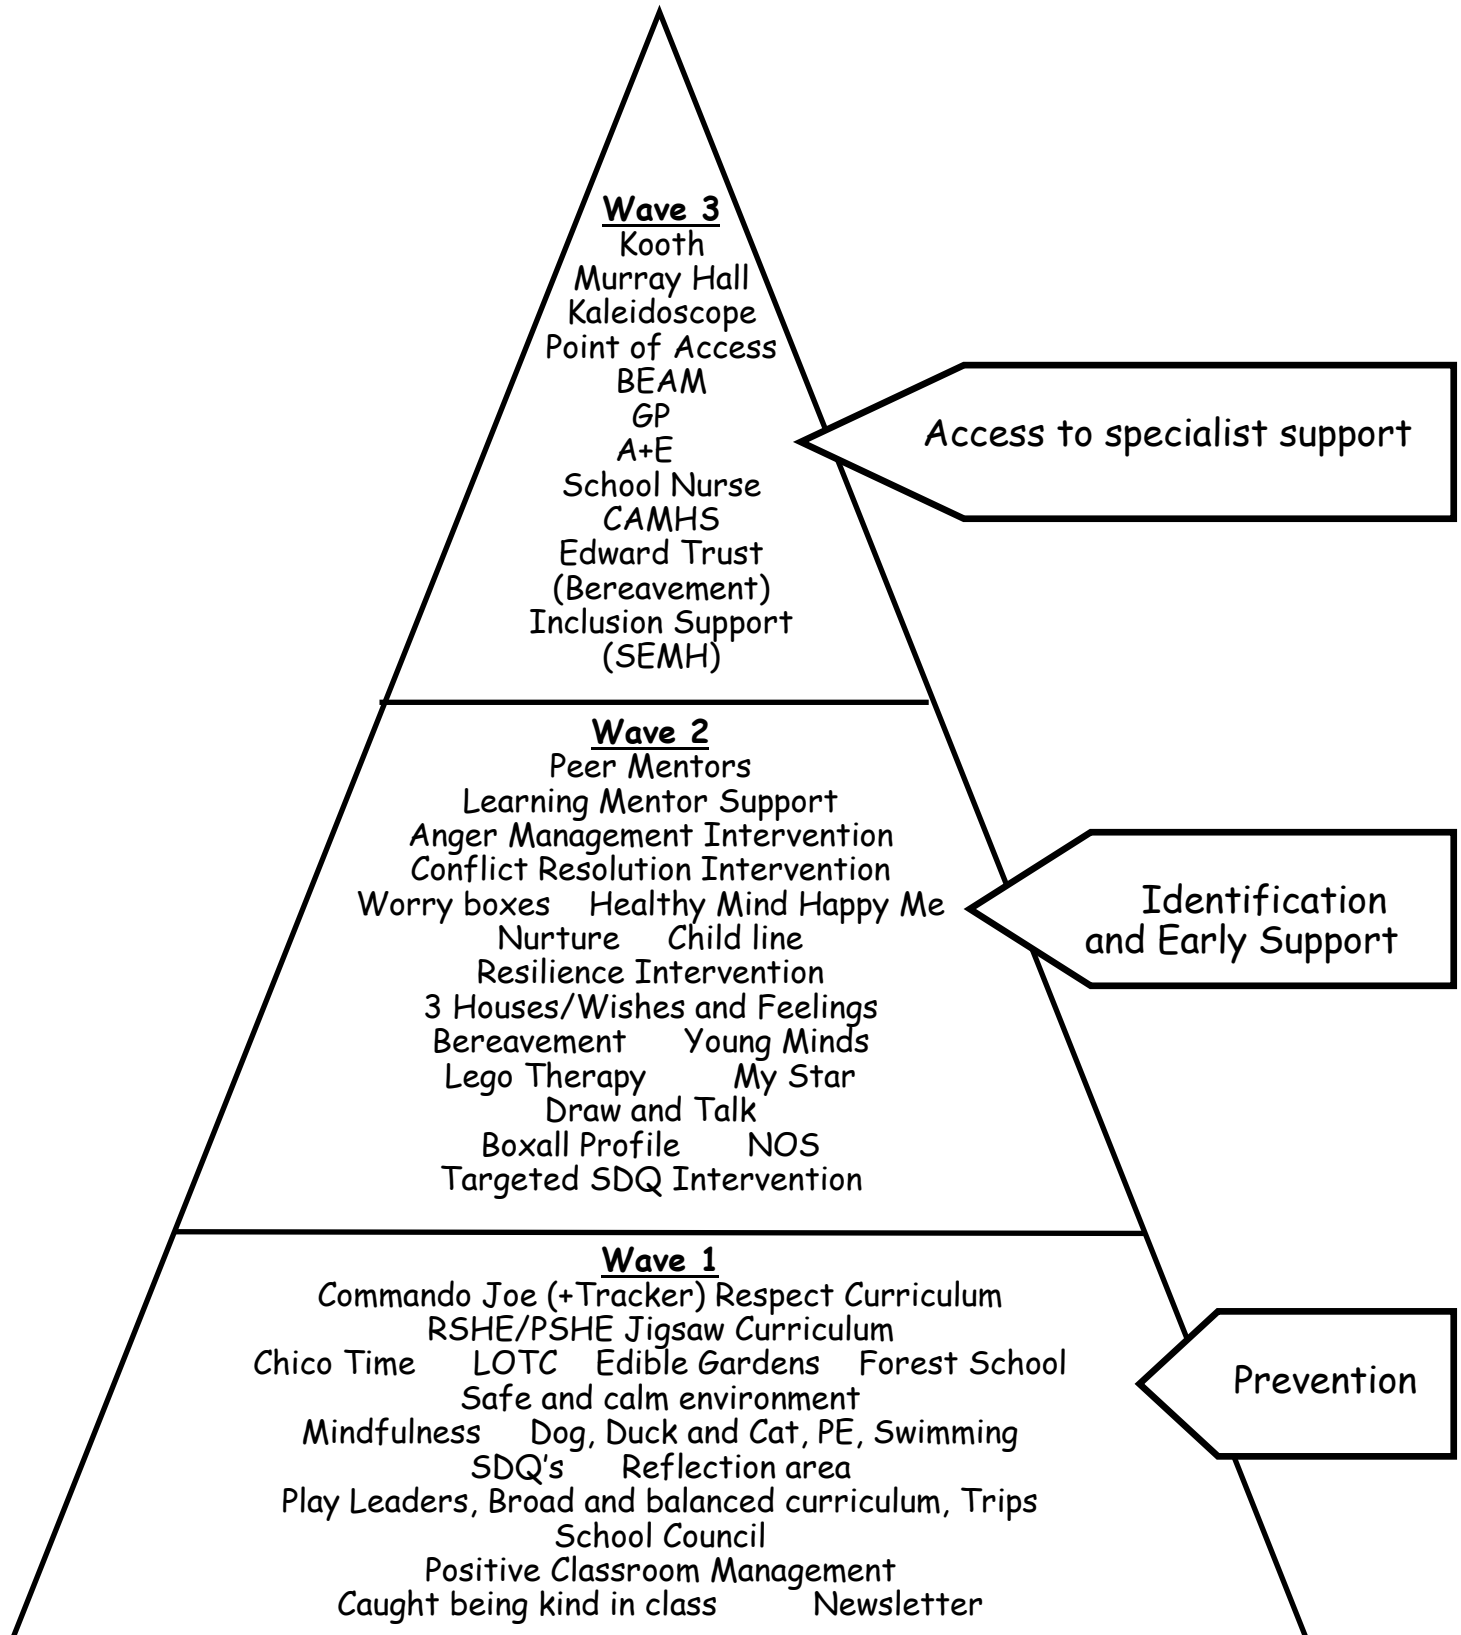 Wave 3
Kooth
Murray Hall
Kaleidoscope
Point of Access
BEAM
GP
A+E
School Nurse
CAMHS
Edward Trust
(Bereavement)
Inclusion Support
(SEMH)
Access to specialist support
Wave 2
Peer Mentors
Learning Mentor Support
Anger Management Intervention
Conflict Resolution Intervention
Worry boxes Healthy Mind Happy Me
Nurture Child line
Resilience Intervention
3 Houses/Wishes and Feelings
Bereavement Young Minds
Lego Therapy My Star
Draw and Talk
Boxall Profile NOS
Targeted SDQ Intervention
Identification
and Early Support
Wave 1
Commando Joe (+Tracker) Respect Curriculum
RSHE/PSHE Jigsaw Curriculum
Chico Time LOTC Edible Gardens Forest School
Safe and calm environment
Mindfulness Dog, Duck and Cat, PE, Swimming
SDQ’s Reflection area
Play Leaders, Broad and balanced curriculum, Trips
School Council
Positive Classroom Management
Caught being kind in class Newsletter
Prevention